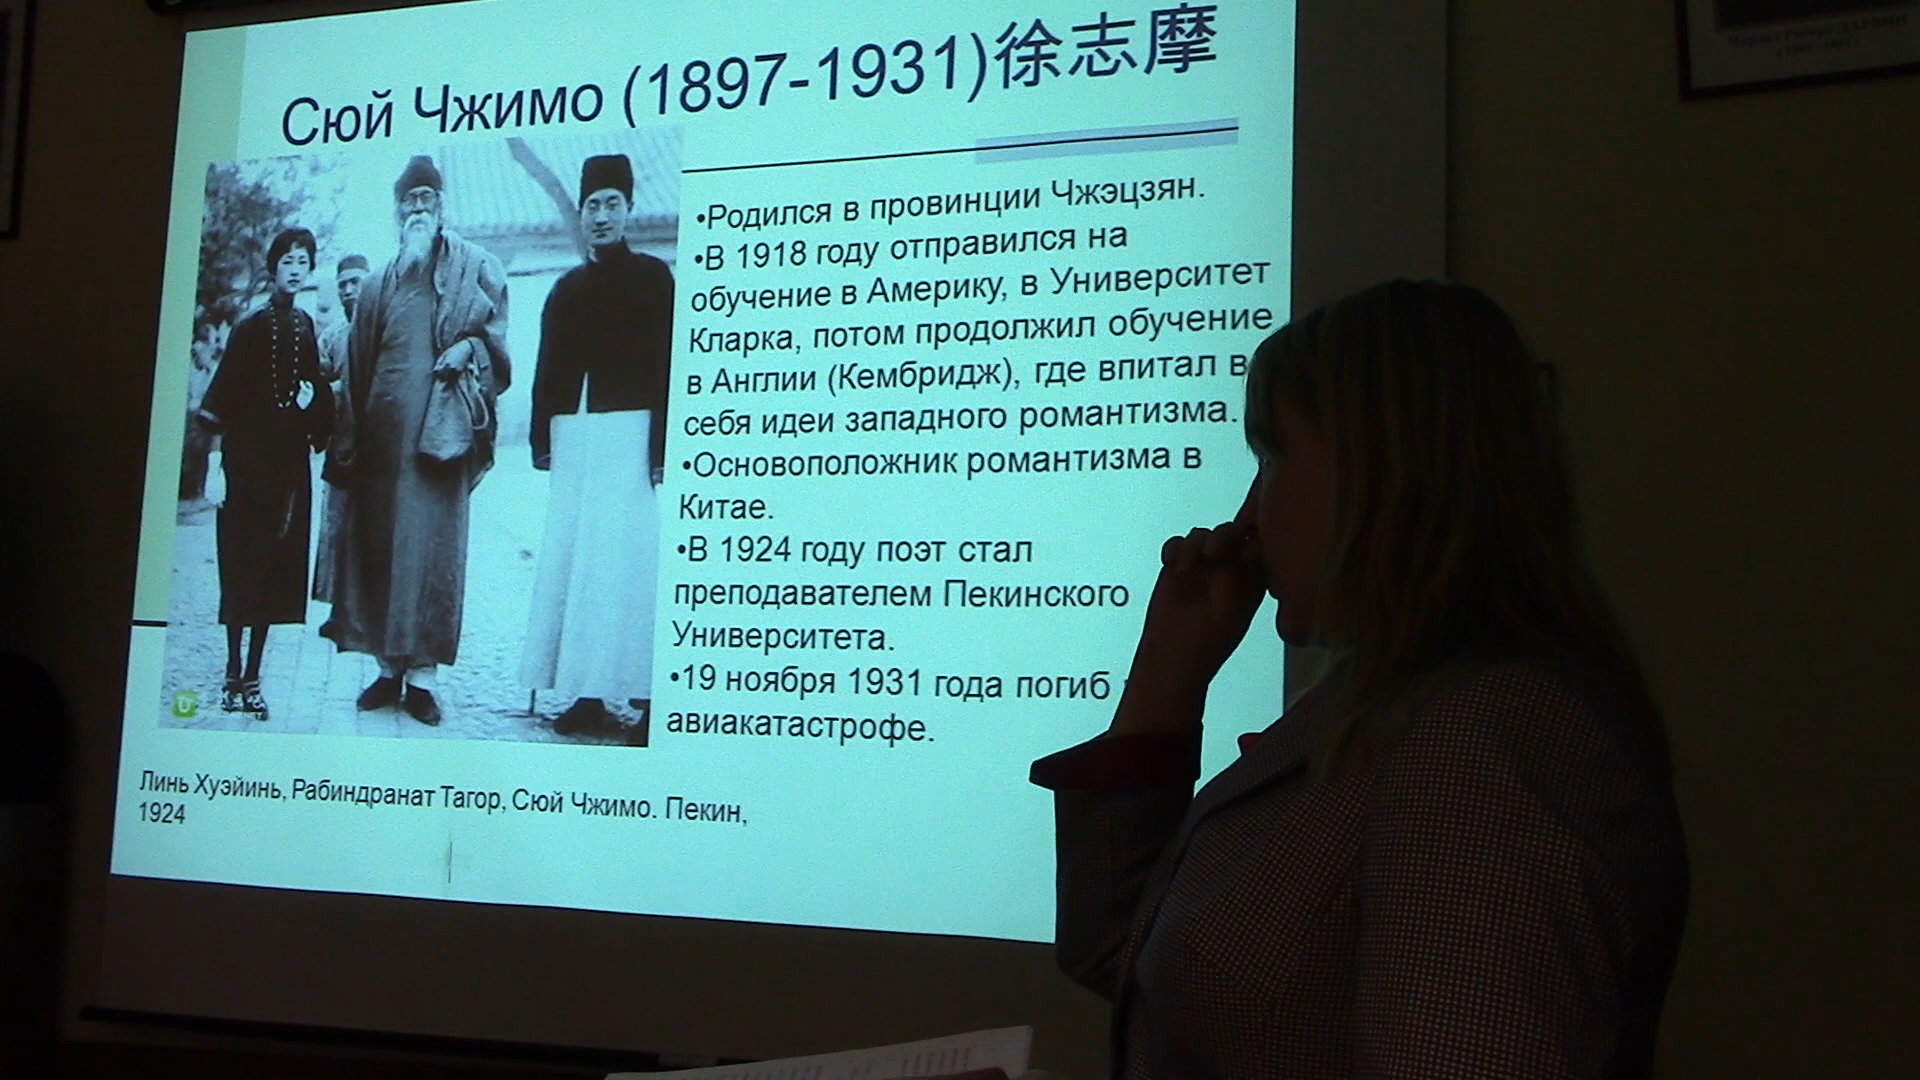 Сюй Чжимо (1897-1931)徐志摩
•Родился в провинции Чжэцзян.
•В 1918 году отправился на
обучение в Америку, в Университет
Кларка, потом продолжил обучение
в Англии (Кембридж), где впитал в
себя идеи западного романтизма.
•Основоположник романтизма в
Китае.
•В 1924 году поэт стал
преподавателем Пекинского
Университета.
•19 ноября 1931 года погиб
авиакатастрофе.
Линь Хуэйинь, Рабиндранат Тагор, Сюй Чжимо. Пекин,
1924